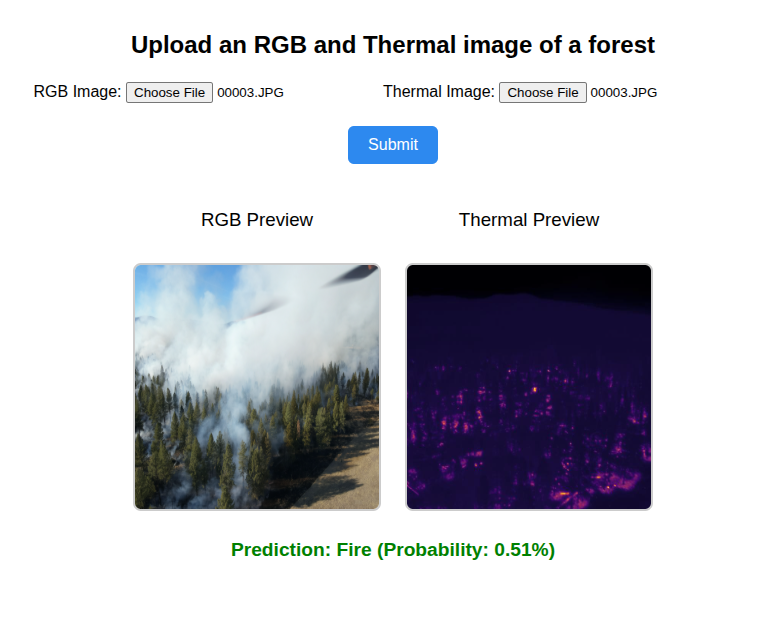 Upload an RGB and Thermal image of a forest
RGB Image: Choose File 00003.JPG Thermal Image: Choose File 00003.JPG
Submit
RGB Preview Thermal Preview
Prediction: Fire (Probability: 0.51%)